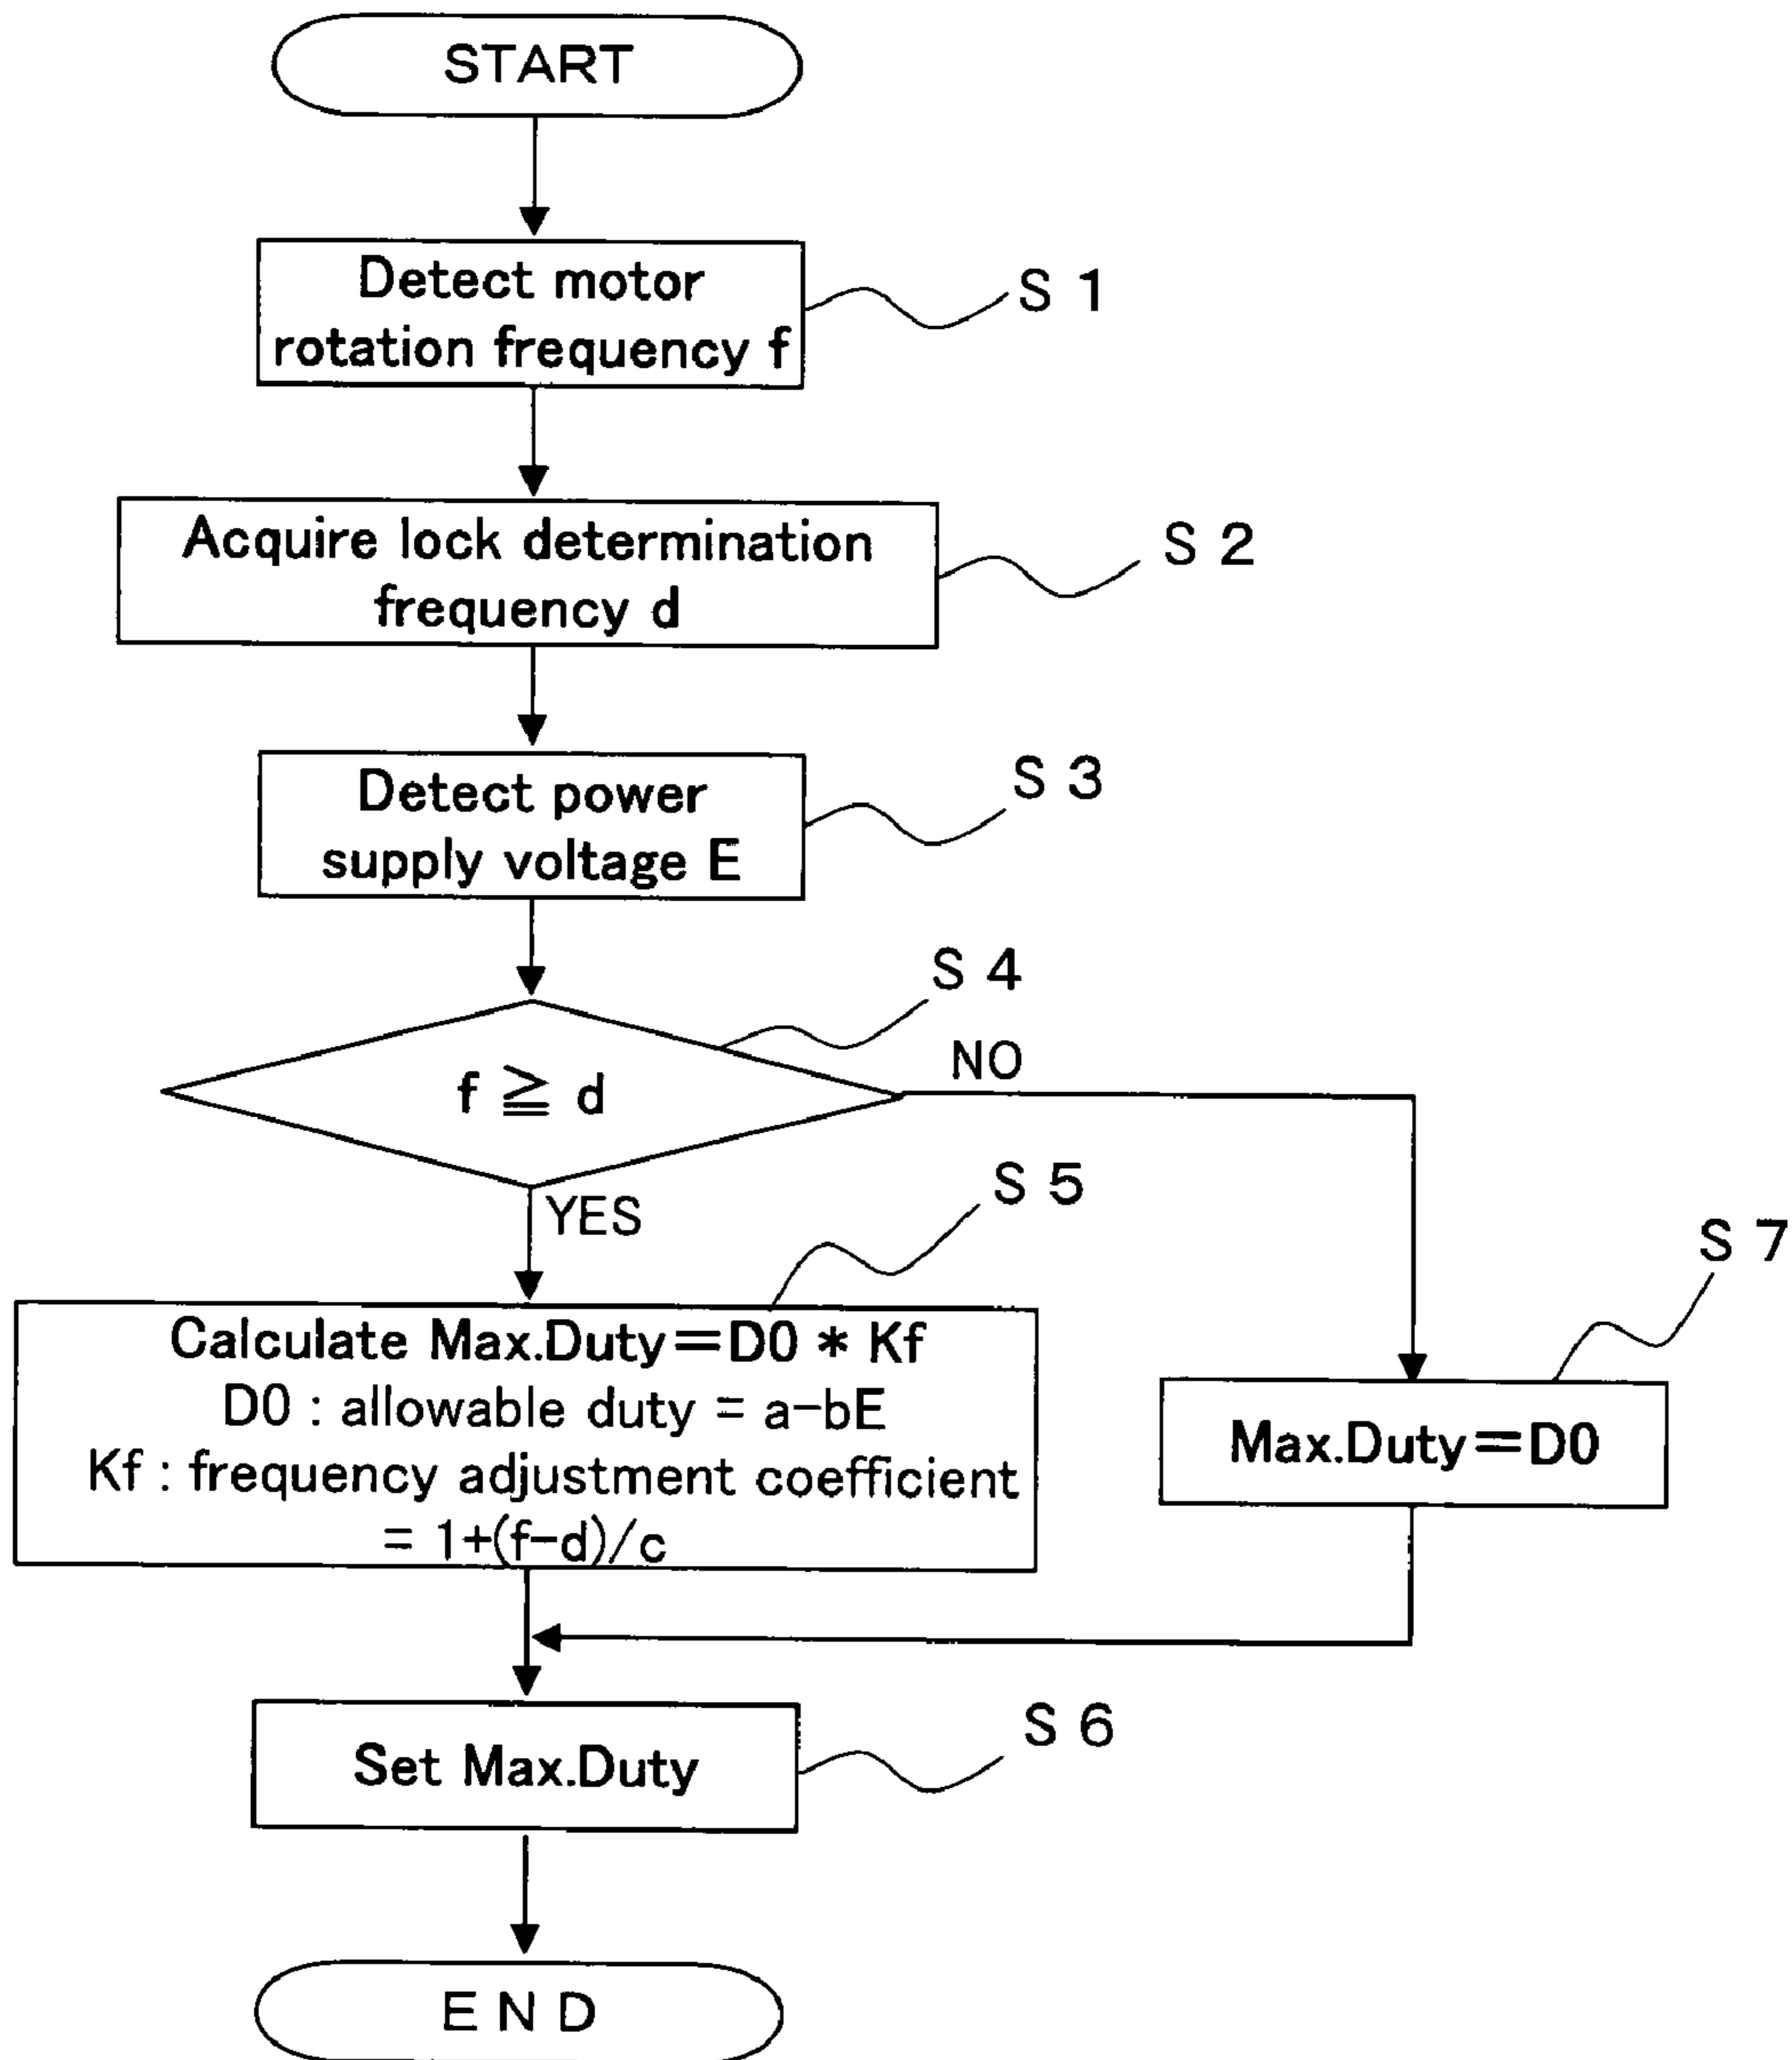 START
Detect motor
rotation frequency f
S 1
Acquire lock determination
frequency d
S 2
Detect power
supply voltage E
S 3
S 4
f ≧ d
NO
YES
S 5
Calculate Max.Duty=D0 * Kf
D0 : allowable duty = a-bE
Kf : frequency adjustment coefficient
= 1+(f-d)/c
S 7
Max.Duty=D0
Set Max.Duty
S 6
END